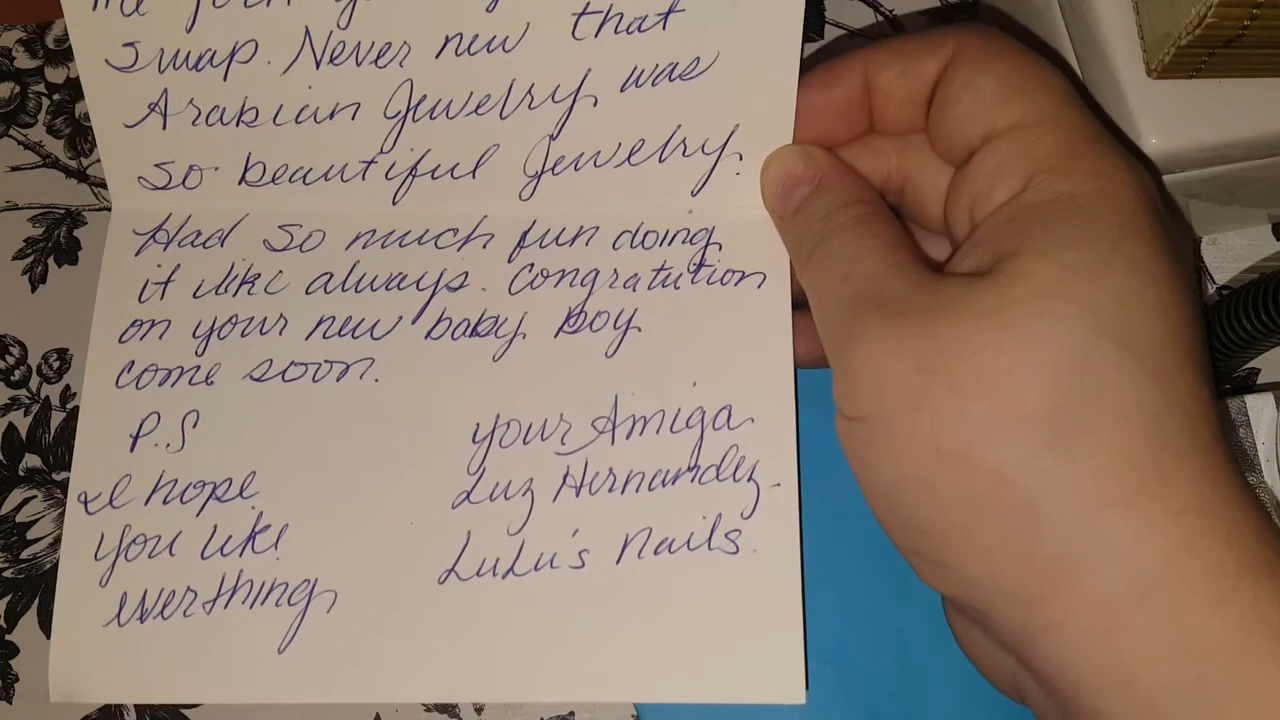 swap. Never new that
Arabian Jewelry was
so beautiful Jewelry.
Had so much fun doing
it like always. Congratution
on your new baby boy
come soon.
P.S
I hope
you like
everthing
your Amiga
Luz Hernandez
LuLu's Nails.